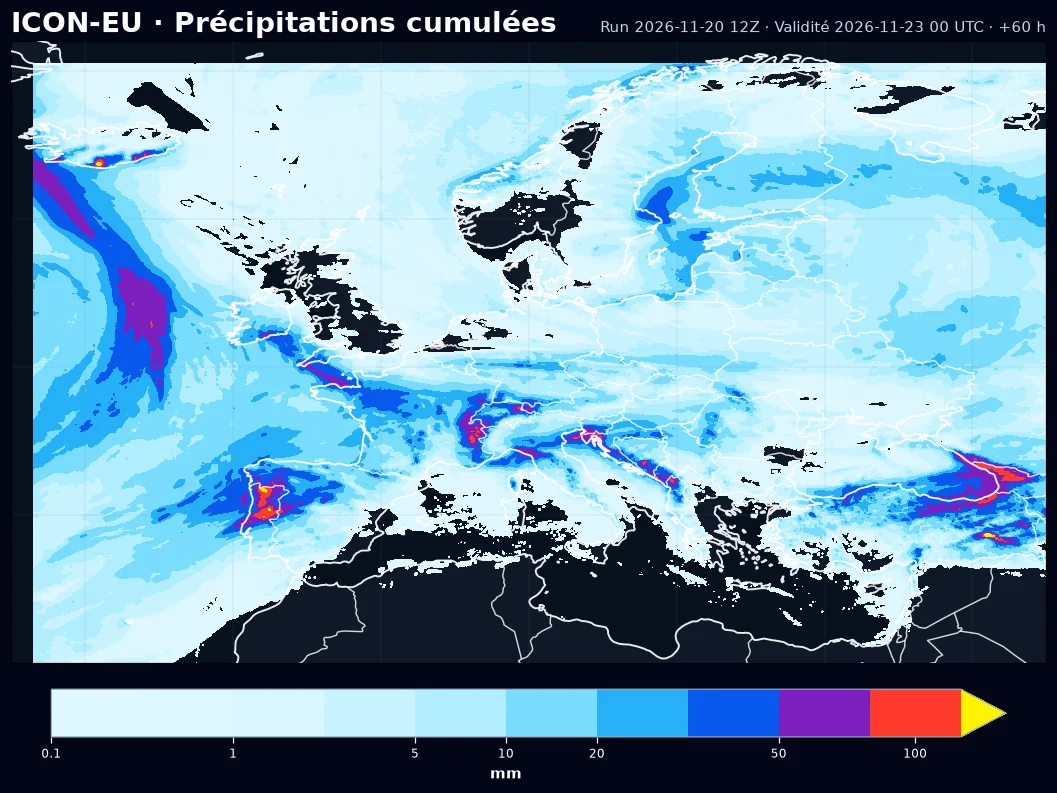 ICON-EU · Précipitations cumulées
Run 2026-11-20 12Z · Validité 2026-11-23 00 UTC · +60 h
0.1 1 5 10 20 50 100
mm